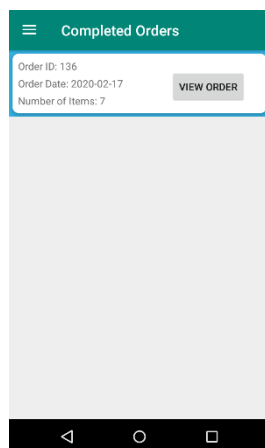 Completed Orders
Order ID: 136
Order Date: 2020-02-17
Number of Items: 7
VIEW ORDER